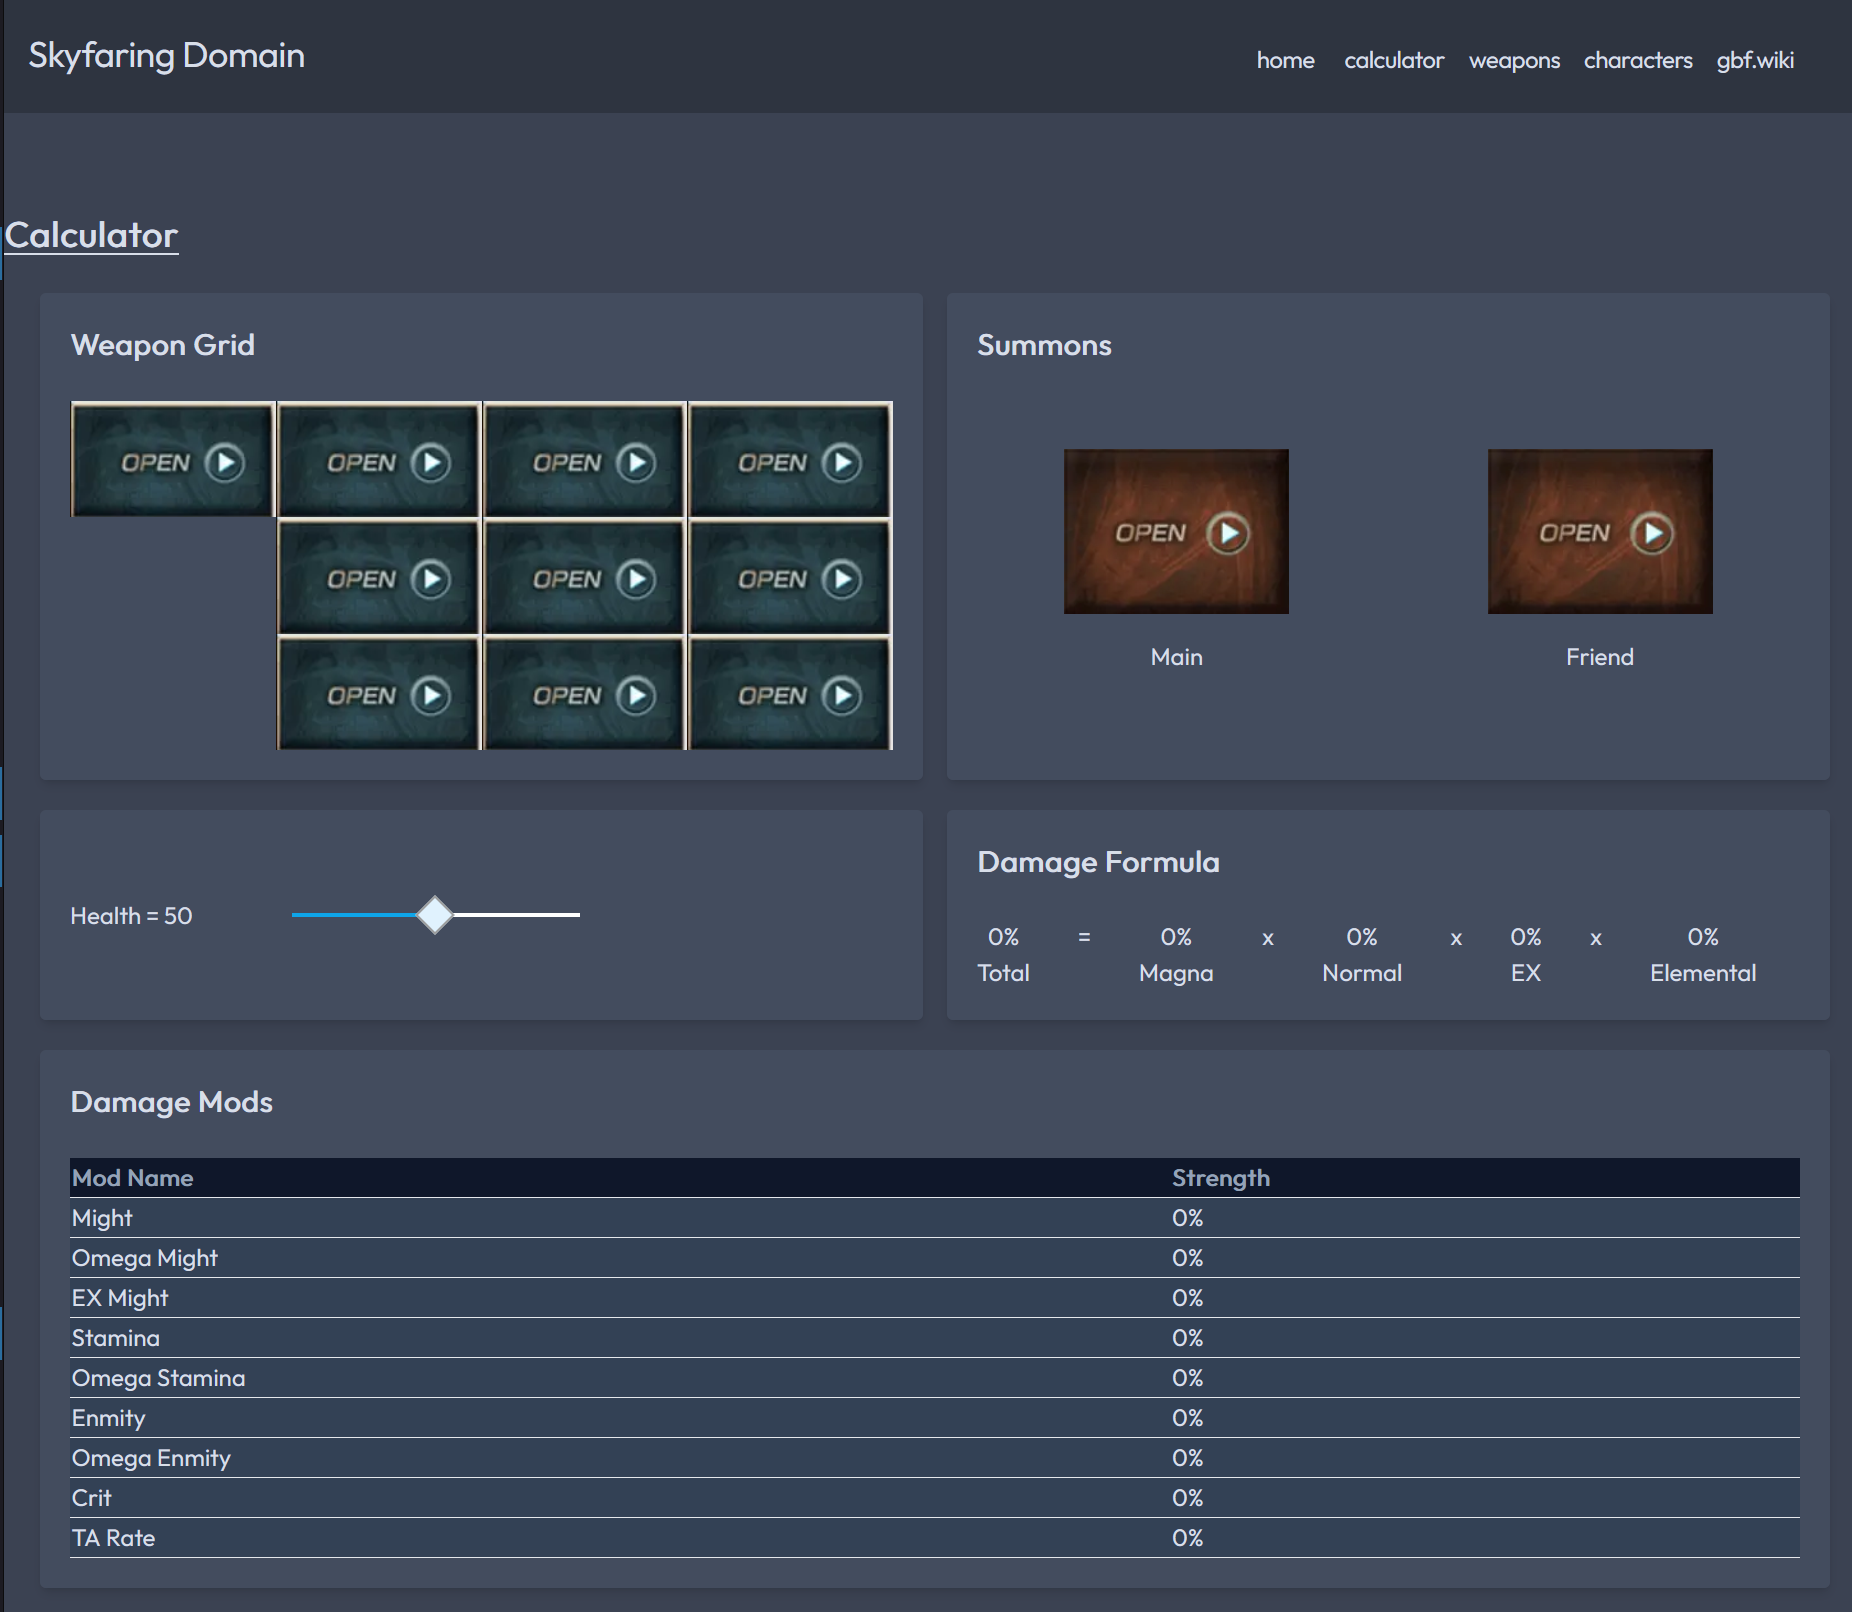 Skyfaring Domain
home calculator weapons characters gbf.wiki
Calculator
Weapon Grid
OPEN OPEN OPEN OPEN
OPEN OPEN OPEN
OPEN OPEN OPEN
Summons
OPEN OPEN
Main Friend
Health = 50
Damage Formula
0% = 0% x 0% x 0% x 0%
Total Magna Normal EX Elemental
Damage Mods
Mod Name Strength
Might 0%
Omega Might 0%
EX Might 0%
Stamina 0%
Omega Stamina 0%
Enmity 0%
Omega Enmity 0%
Crit 0%
TA Rate 0%